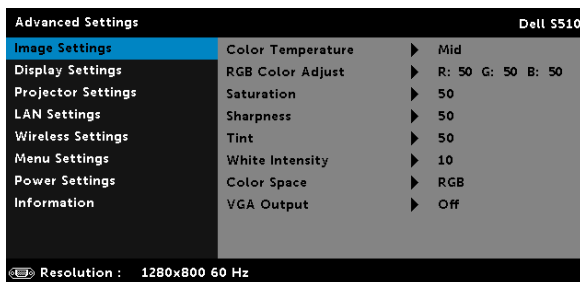 Advanced Settings Dell S510
Image Settings Color Temperature Mid
Display Settings RGB Color Adjust R: 50 G: 50 B: 50
Projector Settings Saturation 50
LAN Settings Sharpness 50
Wireless Settings Tint 50
Menu Settings White Intensity 10
Power Settings Color Space RGB
Information VGA Output Off
Resolution : 1280x800 60 Hz